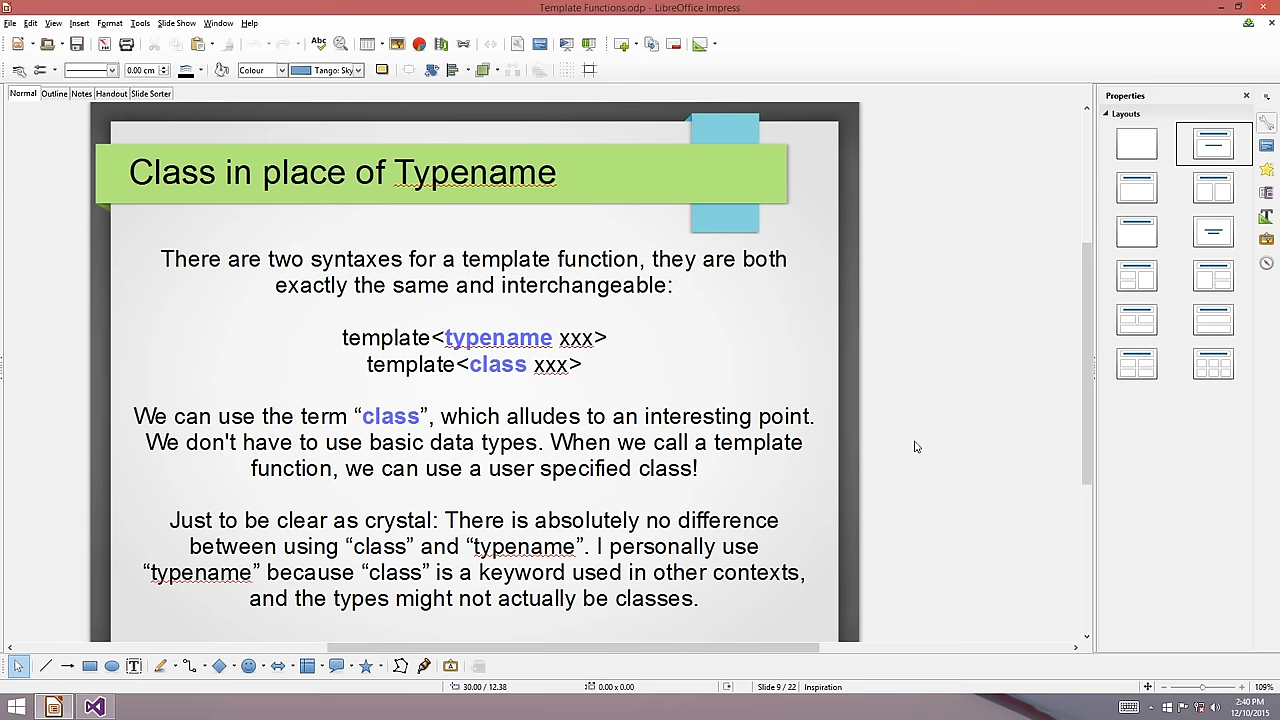 Template Functions.odp - LibreOffice Impress
File Edit View Insert Format Tools Slide Show Window Help
Abc
0.00 cm Colour Tango: Sky
Normal Outline Notes Handout Slide Sorter
Properties
Layouts
Class in place of Typename
There are two syntaxes for a template function, they are both
exactly the same and interchangeable:
template<typename xxx>
template<class xxx>
We can use the term “class”, which alludes to an interesting point.
We don't have to use basic data types. When we call a template
function, we can use a user specified class!
Just to be clear as crystal: There is absolutely no difference
between using “class” and “typename”. I personally use
“typename” because “class” is a keyword used in other contexts,
and the types might not actually be classes.
30.00 / 12.38 0.00 x 0.00 Slide 9 / 22 Inspiration 109%
2:40 PM
12/10/2015